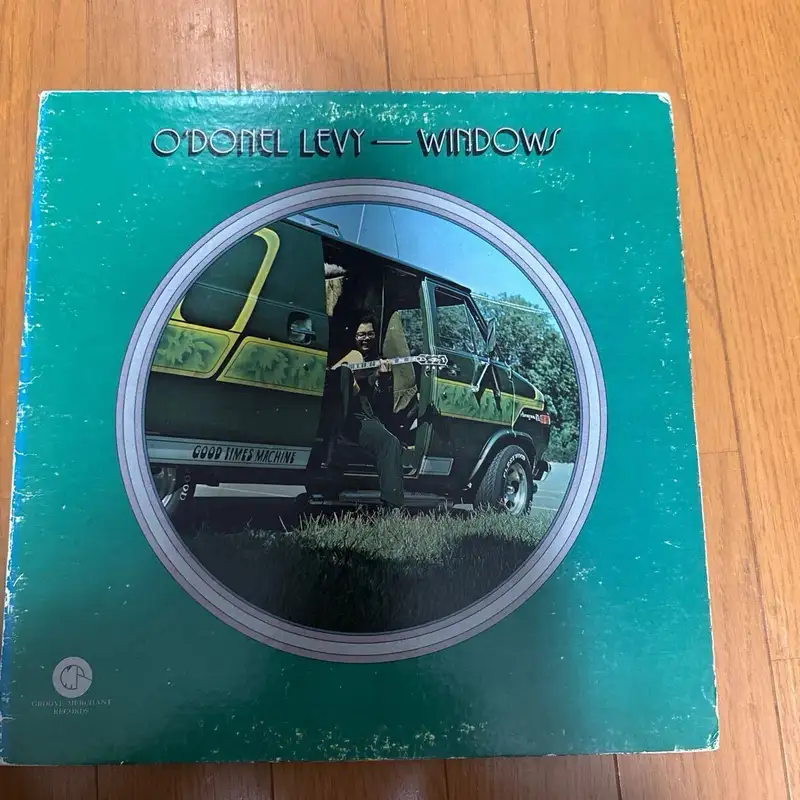 O'DONEL LEVY — WINDOWS
GOOD TIMES MACHINE
GROOVE MERCHANT
RECORDS